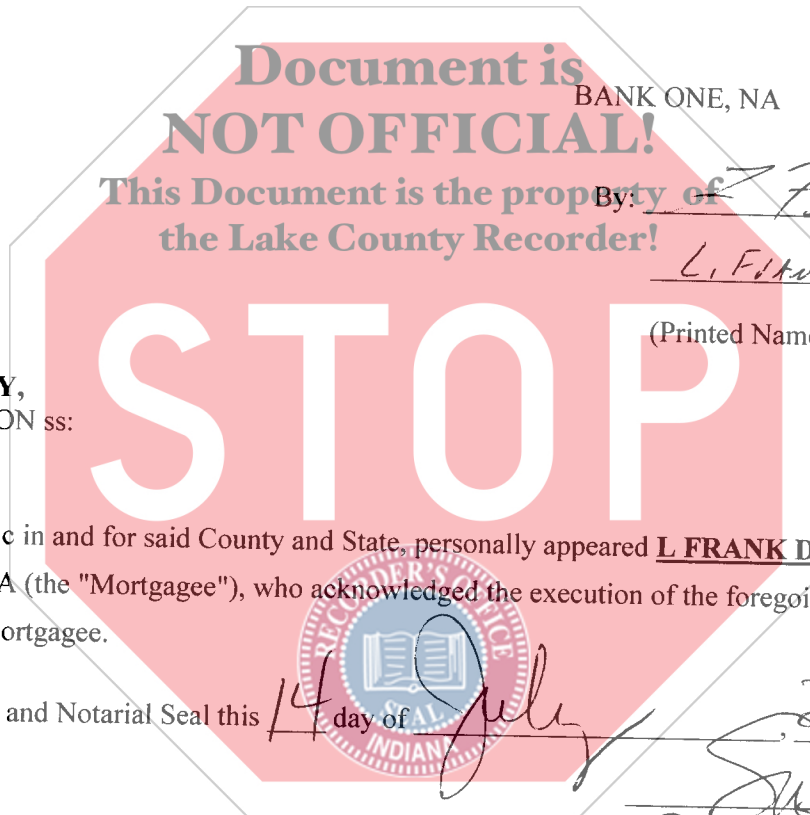 Document is
BANK ONE, NA
NOT OFFICIAL!
This Document is the property of
By:
the Lake County Recorder!
L. Fran
(Printed Name
STOP
Y,
ON ss:
c in and for said County and State, personally appeared L FRANK D
A (the "Mortgagee"), who acknowledged the execution of the foregoi
ortgagee.
RECORDER'S OFFICE
SEAL
INDIANA
and Notarial Seal this 14 day of July ,